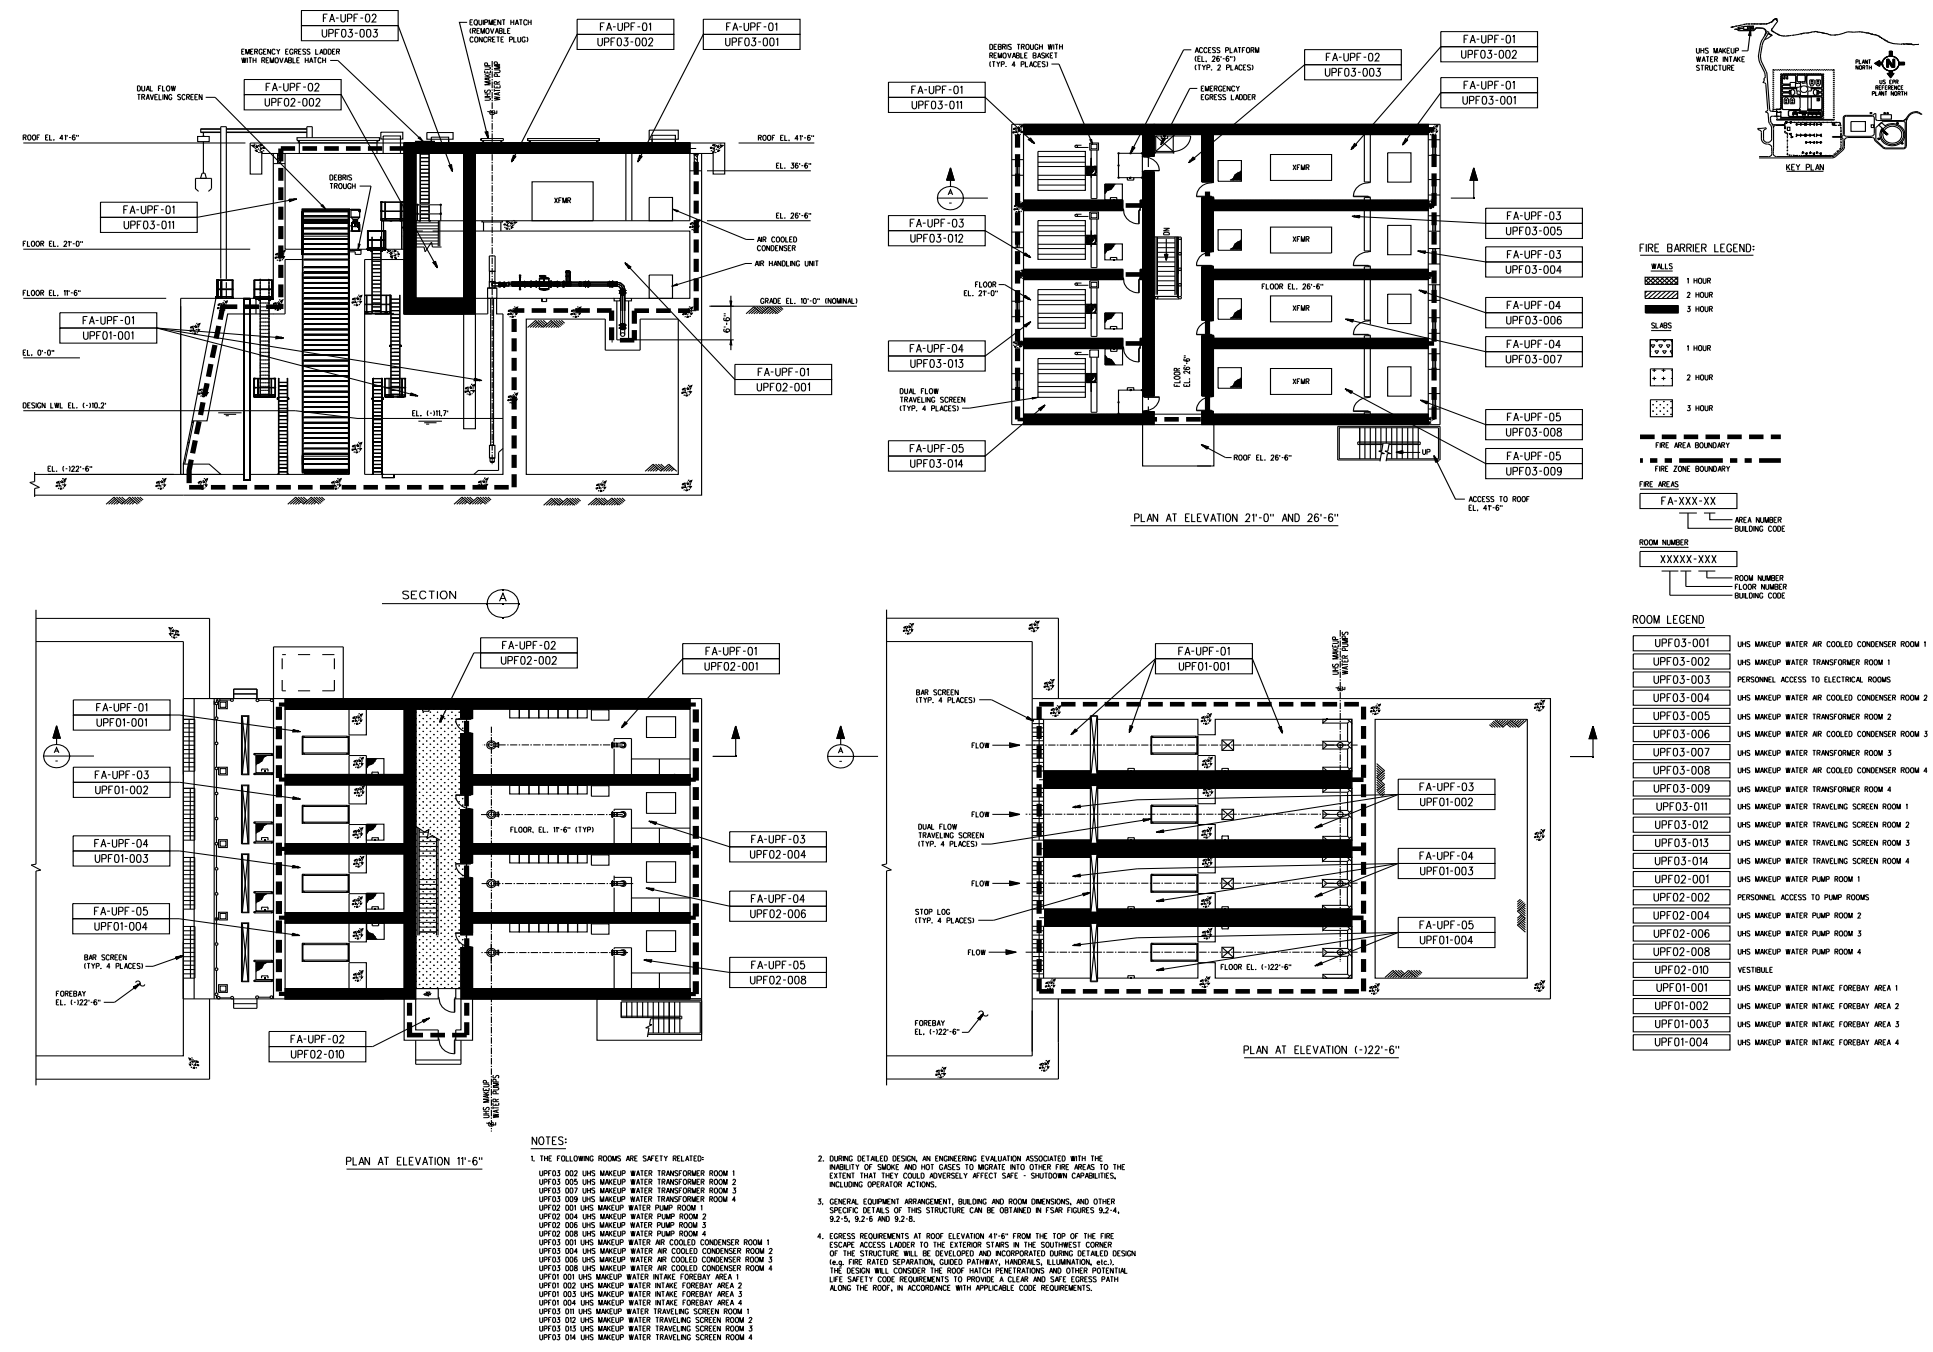 FA-UPF-02
UPF03-003
EQUIPMENT HATCH
(REMOVABLE
CONCRETE PLUG)
FA-UPF-01
UPF03-002
FA-UPF-01
UPF03-001
EMERGENCY EGRESS LADDER
WITH REMOVABLE HATCH
FA-UPF-02
UPF02-002
UHS MAKEUP
WATER PUMP
DUAL FLOW
TRAVELING SCREEN
ROOF EL. 41'-6"
ROOF EL. 41'-6"
EL. 36'-6"
DEBRIS
TROUGH
XFMR
FA-UPF-01
UPF03-011
EL. 26'-6"
FLOOR EL. 21'-0"
AIR COOLED
CONDENSER
AIR HANDLING UNIT
FLOOR EL. 11'-6"
GRADE EL. 10'-0" (NOMINAL)
6'-6"
FA-UPF-01
UPF01-001
EL. 0'-0"
FA-UPF-01
UPF02-001
DESIGN LWL EL. (-)10.2'
EL. (-)11.7'
EL. (-)22'-6"
SECTION
A
DEBRIS TROUGH WITH
REMOVABLE BASKET
(TYP. 4 PLACES)
ACCESS PLATFORM
(EL. 26'-6")
(TYP. 2 PLACES)
FA-UPF-02
UPF03-003
FA-UPF-01
UPF03-002
FA-UPF-01
UPF03-011
EMERGENCY
EGRESS LADDER
FA-UPF-01
UPF03-001
XFMR
A
-
FA-UPF-03
UPF03-012
FA-UPF-03
UPF03-005
DN
XFMR
FA-UPF-03
UPF03-004
FLOOR
EL. 21'-0"
FLOOR EL. 26'-6"
FA-UPF-04
UPF03-006
XFMR
FA-UPF-04
UPF03-013
FA-UPF-04
UPF03-007
FLOOR
EL. 26'-6"
XFMR
DUAL FLOW
TRAVELING SCREEN
(TYP. 4 PLACES)
FA-UPF-05
UPF03-008
FA-UPF-05
UPF03-014
ROOF EL. 26'-6"
UP
FA-UPF-05
UPF03-009
ACCESS TO ROOF
EL. 41'-6"
PLAN AT ELEVATION 21'-0" AND 26'-6"
UHS MAKEUP
WATER INTAKE
STRUCTURE
PLANT
NORTH
N
US EPR
REFERENCE
PLANT NORTH
KEY PLAN
FIRE BARRIER LEGEND:
WALLS
1 HOUR
2 HOUR
3 HOUR
SLABS
1 HOUR
2 HOUR
3 HOUR
FIRE AREA BOUNDARY
FIRE ZONE BOUNDARY
FIRE AREAS
FA-XXX-XX
AREA NUMBER
BUILDING CODE
ROOM NUMBER
XXXXX-XXX
ROOM NUMBER
FLOOR NUMBER
BUILDING CODE
ROOM LEGEND
UPF03-001 UHS MAKEUP WATER AIR COOLED CONDENSER ROOM 1
UPF03-002 UHS MAKEUP WATER TRANSFORMER ROOM 1
UPF03-003 PERSONNEL ACCESS TO ELECTRICAL ROOMS
UPF03-004 UHS MAKEUP WATER AIR COOLED CONDENSER ROOM 2
UPF03-005 UHS MAKEUP WATER TRANSFORMER ROOM 2
UPF03-006 UHS MAKEUP WATER AIR COOLED CONDENSER ROOM 3
UPF03-007 UHS MAKEUP WATER TRANSFORMER ROOM 3
UPF03-008 UHS MAKEUP WATER AIR COOLED CONDENSER ROOM 4
UPF03-009 UHS MAKEUP WATER TRANSFORMER ROOM 4
UPF03-011 UHS MAKEUP WATER TRAVELING SCREEN ROOM 1
UPF03-012 UHS MAKEUP WATER TRAVELING SCREEN ROOM 2
UPF03-013 UHS MAKEUP WATER TRAVELING SCREEN ROOM 3
UPF03-014 UHS MAKEUP WATER TRAVELING SCREEN ROOM 4
UPF02-001 UHS MAKEUP WATER PUMP ROOM 1
UPF02-002 PERSONNEL ACCESS TO PUMP ROOMS
UPF02-004 UHS MAKEUP WATER PUMP ROOM 2
UPF02-006 UHS MAKEUP WATER PUMP ROOM 3
UPF02-008 UHS MAKEUP WATER PUMP ROOM 4
UPF02-010 VESTIBULE
UPF01-001 UHS MAKEUP WATER INTAKE FOREBAY AREA 1
UPF01-002 UHS MAKEUP WATER INTAKE FOREBAY AREA 2
UPF01-003 UHS MAKEUP WATER INTAKE FOREBAY AREA 3
UPF01-004 UHS MAKEUP WATER INTAKE FOREBAY AREA 4
FA-UPF-02
UPF02-002
FA-UPF-01
UPF02-001
FA-UPF-01
UPF01-001
A
-
FA-UPF-03
UPF01-002
FLOOR, EL. 11'-6" (TYP)
FA-UPF-03
UPF02-004
FA-UPF-04
UPF01-003
FA-UPF-04
UPF02-006
FA-UPF-05
UPF01-004
BAR SCREEN
(TYP. 4 PLACES)
FA-UPF-05
UPF02-008
FOREBAY
EL. (-)22'-6"
FA-UPF-02
UPF02-010
UHS MAKEUP
WATER PUMPS
PLAN AT ELEVATION 11'-6"
UHS MAKEUP
WATER PUMPS
FA-UPF-01
UPF01-001
BAR SCREEN
(TYP. 4 PLACES)
A
-
FLOW
FA-UPF-03
UPF01-002
FLOW
DUAL FLOW
TRAVELING SCREEN
(TYP. 4 PLACES)
FA-UPF-04
UPF01-003
FLOW
STOP LOG
(TYP. 4 PLACES)
FA-UPF-05
UPF01-004
FLOW
FLOOR EL. (-)22'-6"
FOREBAY
EL. (-)22'-6"
PLAN AT ELEVATION (-)22'-6"
NOTES:
1. THE FOLLOWING ROOMS ARE SAFETY RELATED:
UPF03 002 UHS MAKEUP WATER TRANSFORMER ROOM 1
UPF03 005 UHS MAKEUP WATER TRANSFORMER ROOM 2
UPF03 007 UHS MAKEUP WATER TRANSFORMER ROOM 3
UPF03 009 UHS MAKEUP WATER TRANSFORMER ROOM 4
UPF02 001 UHS MAKEUP WATER PUMP ROOM 1
UPF02 004 UHS MAKEUP WATER PUMP ROOM 2
UPF02 006 UHS MAKEUP WATER PUMP ROOM 3
UPF02 008 UHS MAKEUP WATER PUMP ROOM 4
UPF03 001 UHS MAKEUP WATER AIR COOLED CONDENSER ROOM 1
UPF03 004 UHS MAKEUP WATER AIR COOLED CONDENSER ROOM 2
UPF03 006 UHS MAKEUP WATER AIR COOLED CONDENSER ROOM 3
UPF03 008 UHS MAKEUP WATER AIR COOLED CONDENSER ROOM 4
UPF01 001 UHS MAKEUP WATER INTAKE FOREBAY AREA 1
UPF01 002 UHS MAKEUP WATER INTAKE FOREBAY AREA 2
UPF01 003 UHS MAKEUP WATER INTAKE FOREBAY AREA 3
UPF01 004 UHS MAKEUP WATER INTAKE FOREBAY AREA 4
UPF03 011 UHS MAKEUP WATER TRAVELING SCREEN ROOM 1
UPF03 012 UHS MAKEUP WATER TRAVELING SCREEN ROOM 2
UPF03 013 UHS MAKEUP WATER TRAVELING SCREEN ROOM 3
UPF03 014 UHS MAKEUP WATER TRAVELING SCREEN ROOM 4
2. DURING DETAILED DESIGN, AN ENGINEERING EVALUATION ASSOCIATED WITH THE
INABILITY OF SMOKE AND HOT GASES TO MIGRATE INTO OTHER FIRE AREAS TO THE
EXTENT THAT THEY COULD ADVERSELY AFFECT SAFE - SHUTDOWN CAPABILITIES,
INCLUDING OPERATOR ACTIONS.
3. GENERAL EQUIPMENT ARRANGEMENT, BUILDING AND ROOM DIMENSIONS, AND OTHER
SPECIFIC DETAILS OF THIS STRUCTURE CAN BE OBTAINED IN FSAR FIGURES 9.2-4,
9.2-5, 9.2-6 AND 9.2-8.
4. EGRESS REQUIREMENTS AT ROOF ELEVATION 41'-6" FROM THE TOP OF THE FIRE
ESCAPE ACCESS LADDER TO THE EXTERIOR STAIRS IN THE SOUTHWEST CORNER
OF THE STRUCTURE WILL BE DEVELOPED AND INCORPORATED DURING DETAILED DESIGN
(e.g. FIRE RATED SEPARATION, GUIDED PATHWAY, HANDRAILS, ILLUMINATION, etc.).
THE DESIGN WILL CONSIDER THE ROOF HATCH PENETRATIONS AND OTHER POTENTIAL
LIFE SAFETY CODE REQUIREMENTS TO PROVIDE A CLEAR AND SAFE EGRESS PATH
ALONG THE ROOF, IN ACCORDANCE WITH APPLICABLE CODE REQUIREMENTS.